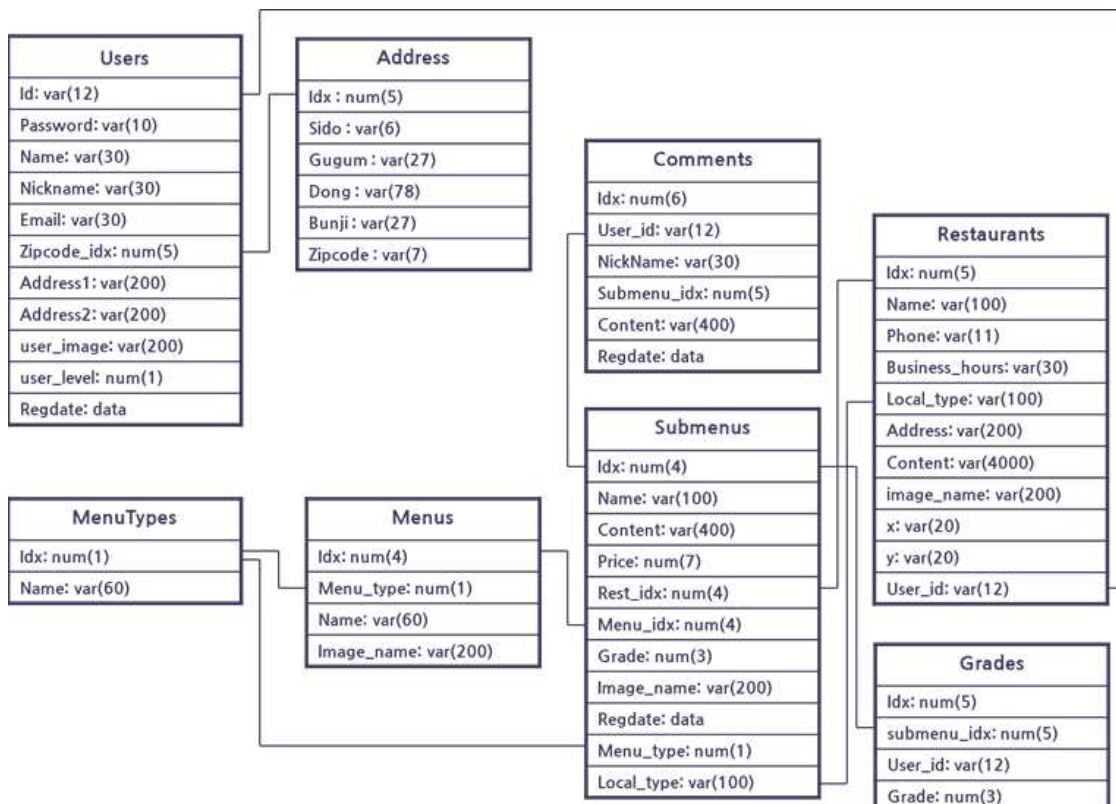 Users
Id: var(12)
Password: var(10)
Name: var(30)
Nickname: var(30)
Email: var(30)
Zipcode_idx: num(5)
Address1: var(200)
Address2: var(200)
user_image: var(200)
user_level: num(1)
Regdate: data
Address
Idx : num(5)
Sido : var(6)
Gugum : var(27)
Dong : var(78)
Bunji : var(27)
Zipcode : var(7)
Comments
Idx: num(6)
User_id: var(12)
NickName: var(30)
Submenu_idx: num(5)
Content: var(400)
Regdate: data
Restaurants
Idx: num(5)
Name: var(100)
Phone: var(11)
Business_hours: var(30)
Local_type: var(100)
Address: var(200)
Content: var(4000)
image_name: var(200)
x: var(20)
y: var(20)
User_id: var(12)
MenuTypes
Idx: num(1)
Name: var(60)
Menus
Idx: num(4)
Menu_type: num(1)
Name: var(60)
Image_name: var(200)
Submenus
Idx: num(4)
Name: var(100)
Content: var(400)
Price: num(7)
Rest_idx: num(4)
Menu_idx: num(4)
Grade: num(3)
Image_name: var(200)
Regdate: data
Menu_type: num(1)
Local_type: var(100)
Grades
Idx: num(5)
submenu_idx: num(5)
User_id: var(12)
Grade: num(3)